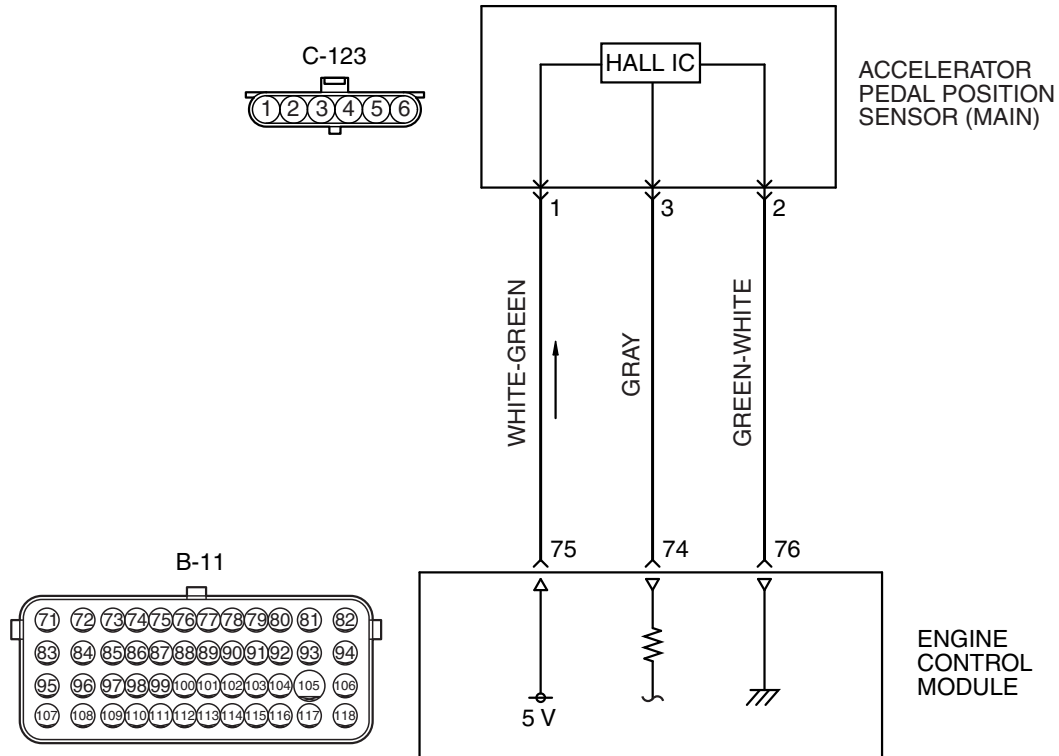 C-123
1 2 3 4 5 6
HALL IC
ACCELERATOR
PEDAL POSITION
SENSOR (MAIN)
1 3 2
WHITE-GREEN
GRAY
GREEN-WHITE
75 74 76
5 V
ENGINE
CONTROL
MODULE
B-11
71 72 73 74 75 76 77 78 79 80 81 82
83 84 85 86 87 88 89 90 91 92 93 94
95 96 97 98 99 100 101 102 103 104 105 106
107 108 109 110 111 112 113 114 115 116 117 118